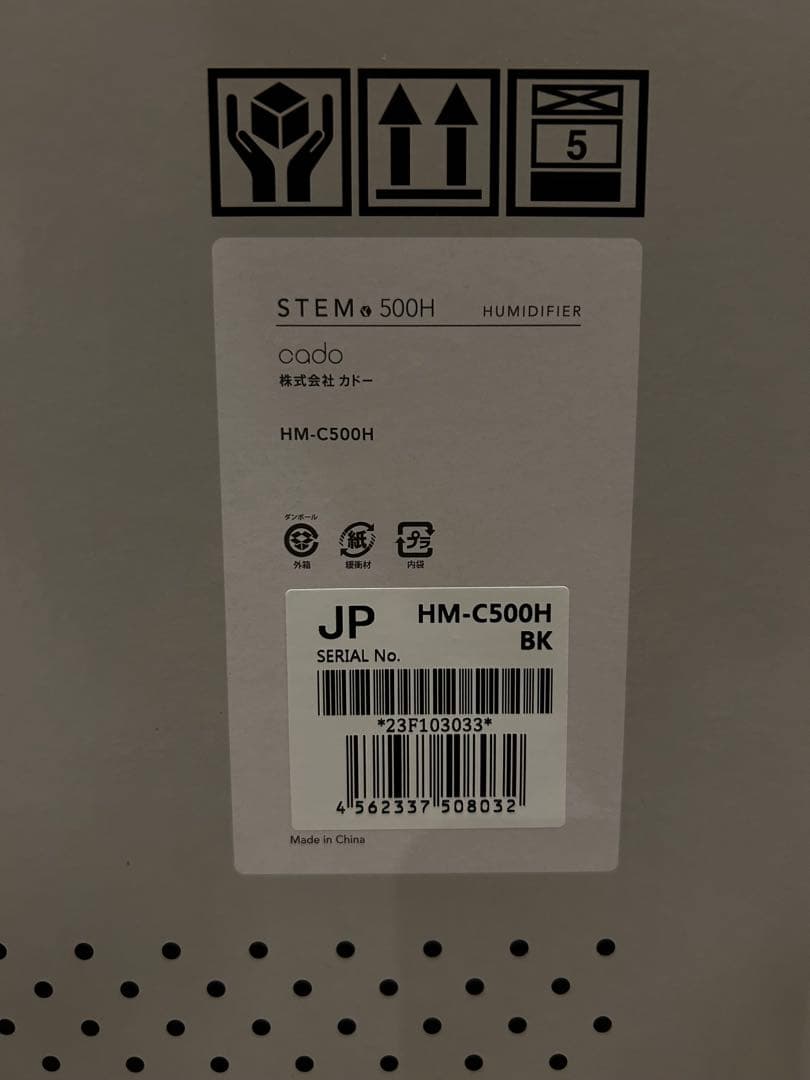 5
STEM 500H HUMIDIFIER
cado
株式会社 カドー
HM-C500H
ダンボール
紙 プラ
外箱 緩衝材 内袋
JP HM-C500H
BK
SERIAL No.
*23F103033*
4 562337 508032
Made in China